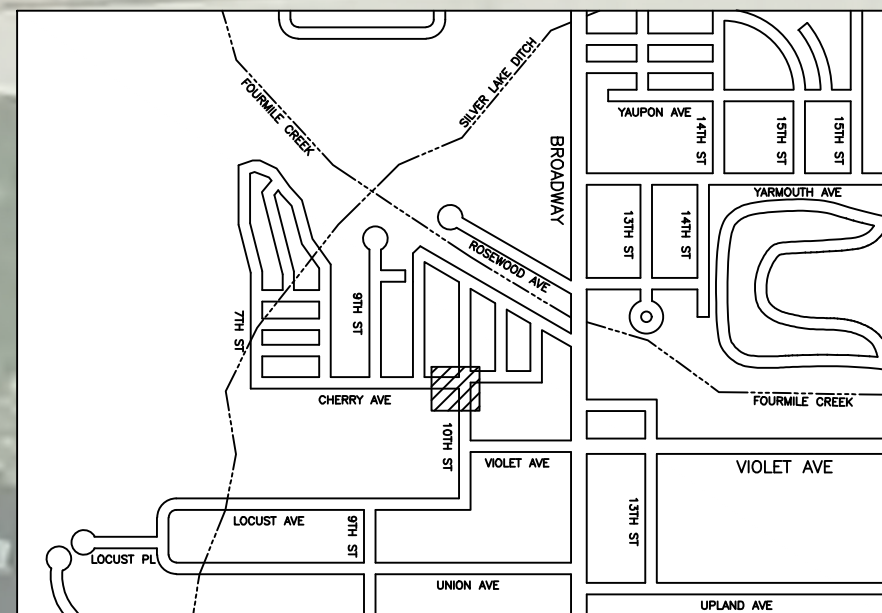 SILVER LAKE DITCH
FOURMILE CREEK
YAUPON AVE
14TH ST
15TH ST
15TH ST
BROADWAY
YARMOUTH AVE
13TH ST
14TH ST
ROSEWOOD AVE
9TH ST
7TH ST
CHERRY AVE
FOURMILE CREEK
10TH ST
VIOLET AVE
VIOLET AVE
LOCUST AVE
9TH ST
13TH ST
LOCUST PL
UNION AVE
UPLAND AVE